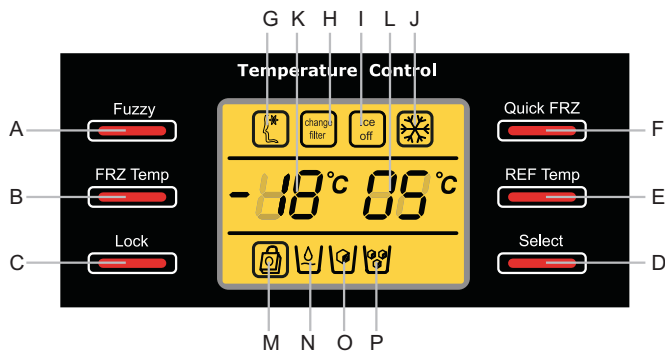 G K H I L J
Temperature Control
A Fuzzy
change filter
ice off
Quick FRZ F
B FRZ Temp
-18°C 05°C
REF Temp E
C Lock
Select D
M N O P